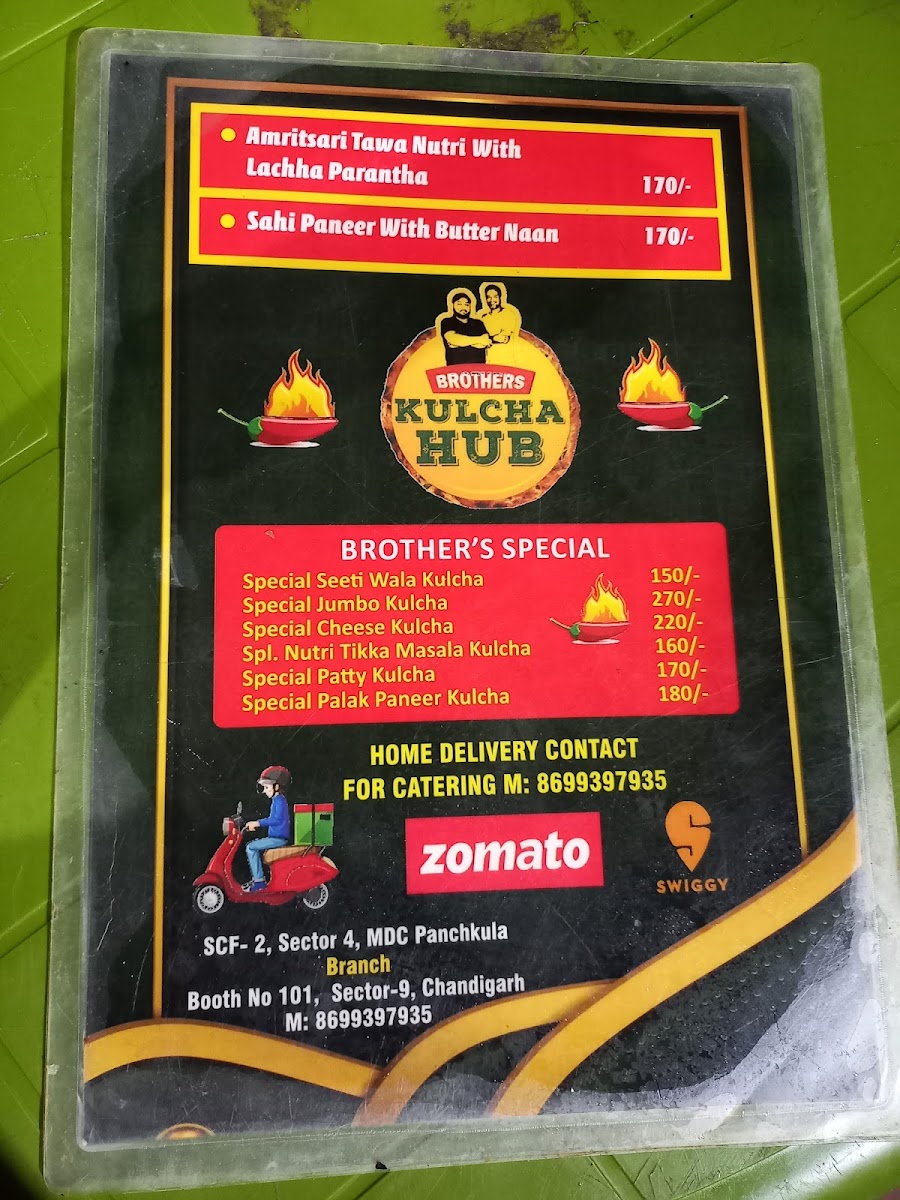 Amritsari Tawa Nutri With
Lachha Parantha 170/-
Sahi Paneer With Butter Naan 170/-
BROTHERS
KULCHA
HUB
BROTHER'S SPECIAL
Special Seeti Wala Kulcha 150/-
Special Jumbo Kulcha 270/-
Special Cheese Kulcha 220/-
Spl. Nutri Tikka Masala Kulcha 160/-
Special Patty Kulcha 170/-
Special Palak Paneer Kulcha 180/-
HOME DELIVERY CONTACT
FOR CATERING M: 8699397935
zomato
SWIGGY
SCF- 2, Sector 4, MDC Panchkula
Branch
Booth No 101, Sector-9, Chandigarh
M: 8699397935